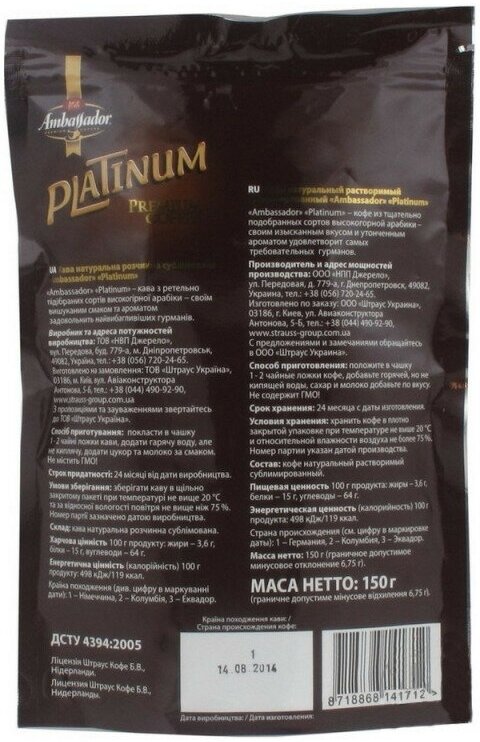 Ambassador
PLATINUM
PREMIUM
UA Кава натуральна розчинна
Ambassador» «Platinum»
«Ambassador» «Platinum» – кава з ретельно
підібраних сортів високогірної арабіки – своїм
вишуканим смаком та ароматом
задовольнить найвибагливіших гурманів.
Виробник та адреса потужностей
виробництва: ТОВ «НВП Джерело»,
вул. Передова, буд. 779-а, м. Дніпропетровськ,
49082, Україна, тел.: +38 (056) 720-24-65.
Виготовлено на замовлення: ТОВ «Штраус Україна»,
03186, м. Київ, вул. Авіаконструктора
Антонова, 5-Б, тел.: +38 (044) 490-92-90,
www.strauss-group.com.ua
З пропозиціями та зауваженнями звертайтесь
до ТОВ «Штраус Україна».
Спосіб приготування: покласти в чашку
1-2 чайні ложки кави, додати гарячу воду, але
не киплячу, додати цукор та молоко за смаком.
Не містить ГМО!
Строк придатності: 24 місяці від дати виробництва.
Умови зберігання: зберігати каву в щільно
закритому пакеті при температурі не вище 20 °C
та за відносної вологості повітря не вище ніж 75 %.
Номер партії зазначено датою виробництва.
Склад: кава натуральна розчинна сублімована.
Харчова цінність 100 г продукту: жири – 3,6 г,
білки – 15 г, углеводи – 64 г.
Енергетична цінність (калорійність) 100 г
продукту: 498 кДж/119 ккал.
Країна походження (див. цифру в маркуванні
дати): 1 – Німеччина, 2 – Колумбія, 3 – Еквадор.
ДСТУ 4394:2005
Ліцензія Штраус Кофе Б.В.,
Нідерланди.
Лицензия Штраус Кофе Б.В.,
Нидерланды.
RU натуральный растворимый
«Ambassador» «Platinum»
«Ambassador» «Platinum» – кофе из тщательно
подобранных сортов высокогорной арабики –
своим изысканным вкусом и утонченным
ароматом удовлетворит самых
требовательных гурманов.
Производитель и адрес мощностей
производства: ООО «НПП Джерело»,
ул. Передовая, д. 779-а, г. Днепропетровск, 49082,
Украина, тел.: +38 (056) 720-24-65.
Изготовлено по заказу: ООО «Штраус Украина»,
03186, г. Киев, ул. Авиаконструктора
Антонова, 5-Б, тел.: +38 (044) 490-92-90,
www.strauss-group.com.ua
С предложениями и замечаниями обращайтесь
в ООО «Штраус Украина».
Способ приготовления: положите в чашку
1 - 2 чайные ложки кофе, добавьте горячей, но не
кипящей воды, сахар и молоко добавьте по вкусу.
Не содержит ГМО!
Срок хранения: 24 месяца с даты изготовления.
Условия хранения: хранить кофе в плотно
закрытой упаковке при температуре не выше 20 °C
и относительной влажности воздуха не более 75 %.
Номер партии указан датой производства.
Состав: кофе натуральный растворимый
сублимированный.
Пищевая ценность 100 г продукта: жиры – 3,6 г,
белки – 15 г, углеводы – 64 г.
Энергетическая ценность (калорийность) 100 г
продукта: 498 кДж/119 ккал.
Страна происхождения (см. цифру в маркировке
даты): 1 – Германия, 2 – Колумбия, 3 – Эквадор.
Масса нетто: 150 г (граничное допустимое
минусовое отклонение 6,75 г).
МАСА НЕТТО: 150 г
(граничне допустиме мінусове відхилення 6,75 г).
Країна походження кави: /
Страна происхождения кофе:
1
14.08.2014
Дата виробництва: / Дата изготовления:
8 718868 141712 >